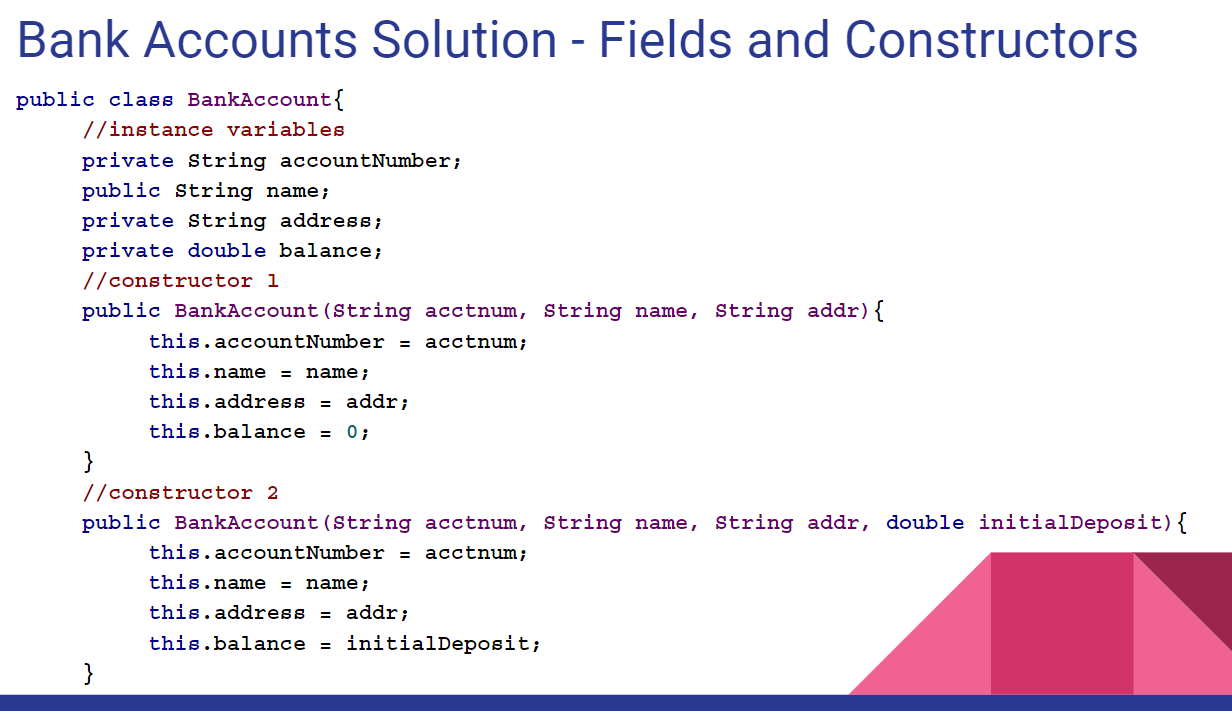 Bank Accounts Solution - Fields and Constructors
public class BankAccount{
//instance variables
private String accountNumber;
public String name;
private String address;
private double balance;
//constructor 1
public BankAccount(String acctnum, String name, String addr){
this.accountNumber = acctnum;
this.name = name;
this.address = addr;
this.balance = 0;
}
//constructor 2
public BankAccount(String acctnum, String name, String addr, double initialDeposit){
this.accountNumber = acctnum;
this.name = name;
this.address = addr;
this.balance = initialDeposit;
}